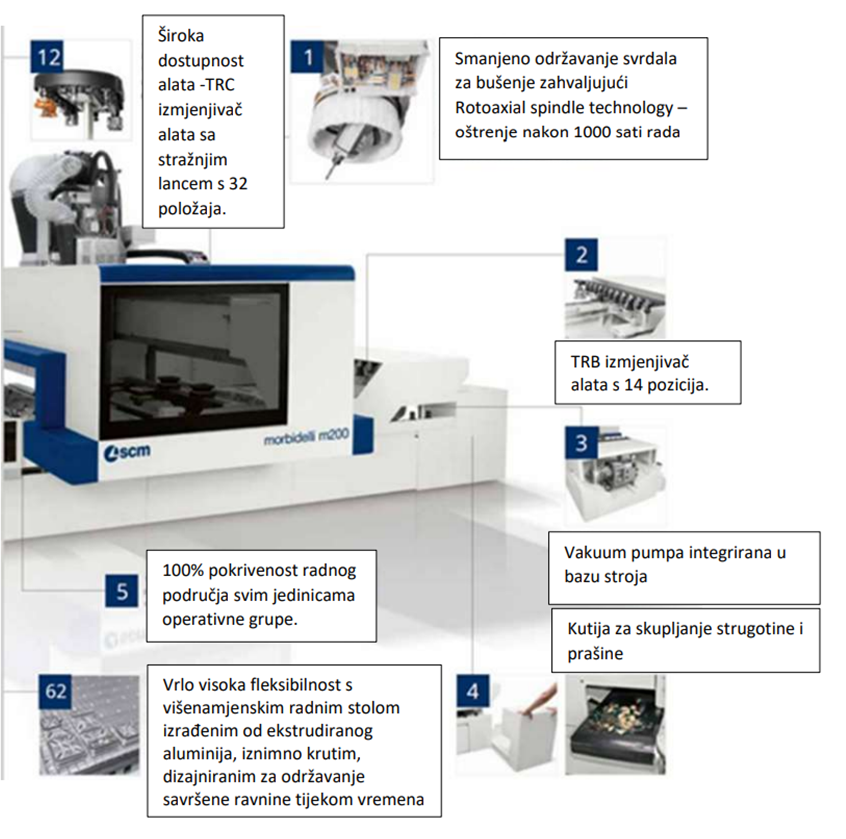 12
Široka
dostupnost
alata -TRC
izmjenjivač
alata sa
stražnjim
lancem s 32
položaja.
1
Smanjeno održavanje svrdala
za bušenje zahvaljujući
Rotoaxial spindle technology –
oštrenje nakon 1000 sati rada
2
TRB izmjenjivač
alata s 14 pozicija.
scm
morbidelli m200
3
Vakuum pumpa integrirana u
bazu stroja
5
100% pokrivenost radnog
područja svim jedinicama
operativne grupe.
Kutija za skupljanje strugotine i
prašine
62
Vrlo visoka fleksibilnost s
višenamjenskim radnim stolom
izrađenim od ekstrudiranog
aluminija, iznimno krutim,
dizajniranim za održavanje
savršene ravnine tijekom vremena
4